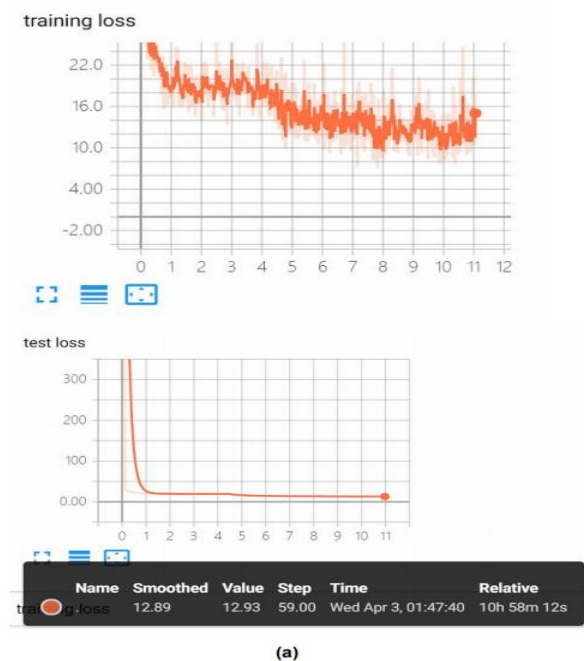 training loss
22.0
16.0
10.0
4.00
-2.00
0 1 2 3 4 5 6 7 8 9 10 11 12
test loss
300
200
100
0.00
0 1 2 3 4 5 6 7 8 9 10 11
Name Smoothed Value Step Time Relative
training loss
. 12.89 12.93 59.00 Wed Apr 3, 01:47:40 10h 58m 12s
(a)